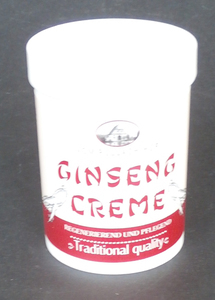 GINSENG
CREME
REGENERIEREND UND PFLEGEND
Traditional quality